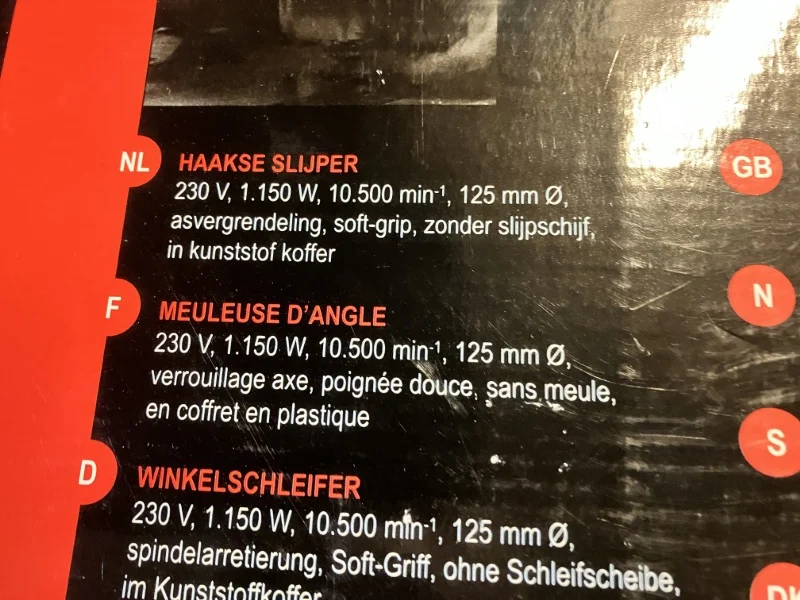 NL
HAAKSE SLIJPER
230 V, 1.150 W, 10.500 min⁻¹, 125 mm Ø,
asvergrendeling, soft-grip, zonder slijpschijf,
in kunststof koffer
F
MEULEUSE D'ANGLE
230 V, 1.150 W, 10.500 min⁻¹, 125 mm Ø,
verrouillage axe, poignée douce, sans meule,
en coffret en plastique
D
WINKELSCHLEIFER
230 V, 1.150 W, 10.500 min⁻¹, 125 mm Ø,
spindelarretierung, Soft-Griff, ohne Schleifscheibe,
im Kunststoffkoffer
GB
N
S
DK